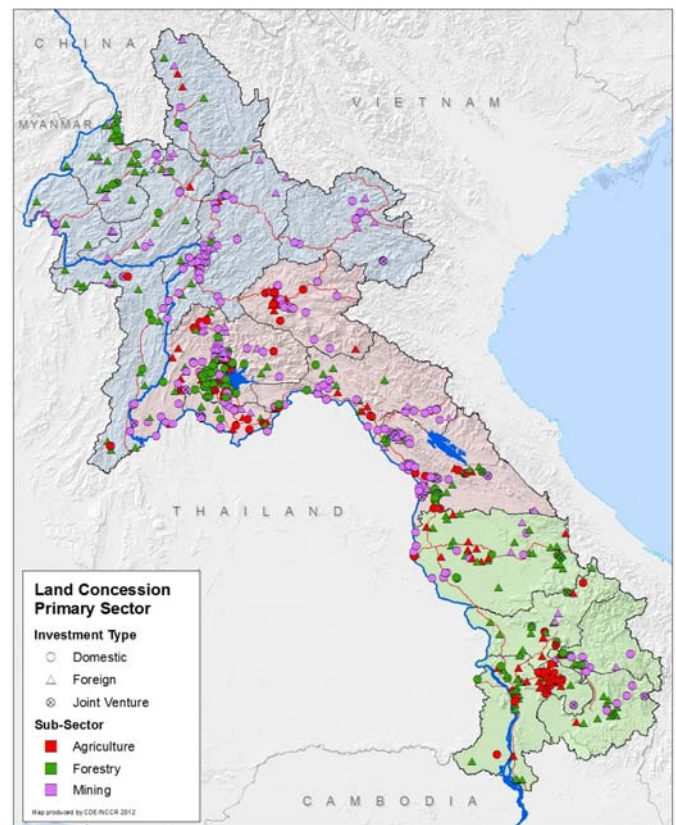 CHINA
VIETNAM
MYANMAR
THAILAND
CAMBODIA
Land Concession
Primary Sector
Investment Type
Domestic
Foreign
Joint Venture
Sub-Sector
Agriculture
Forestry
Mining
Map produced by CDE/NCCR 2012